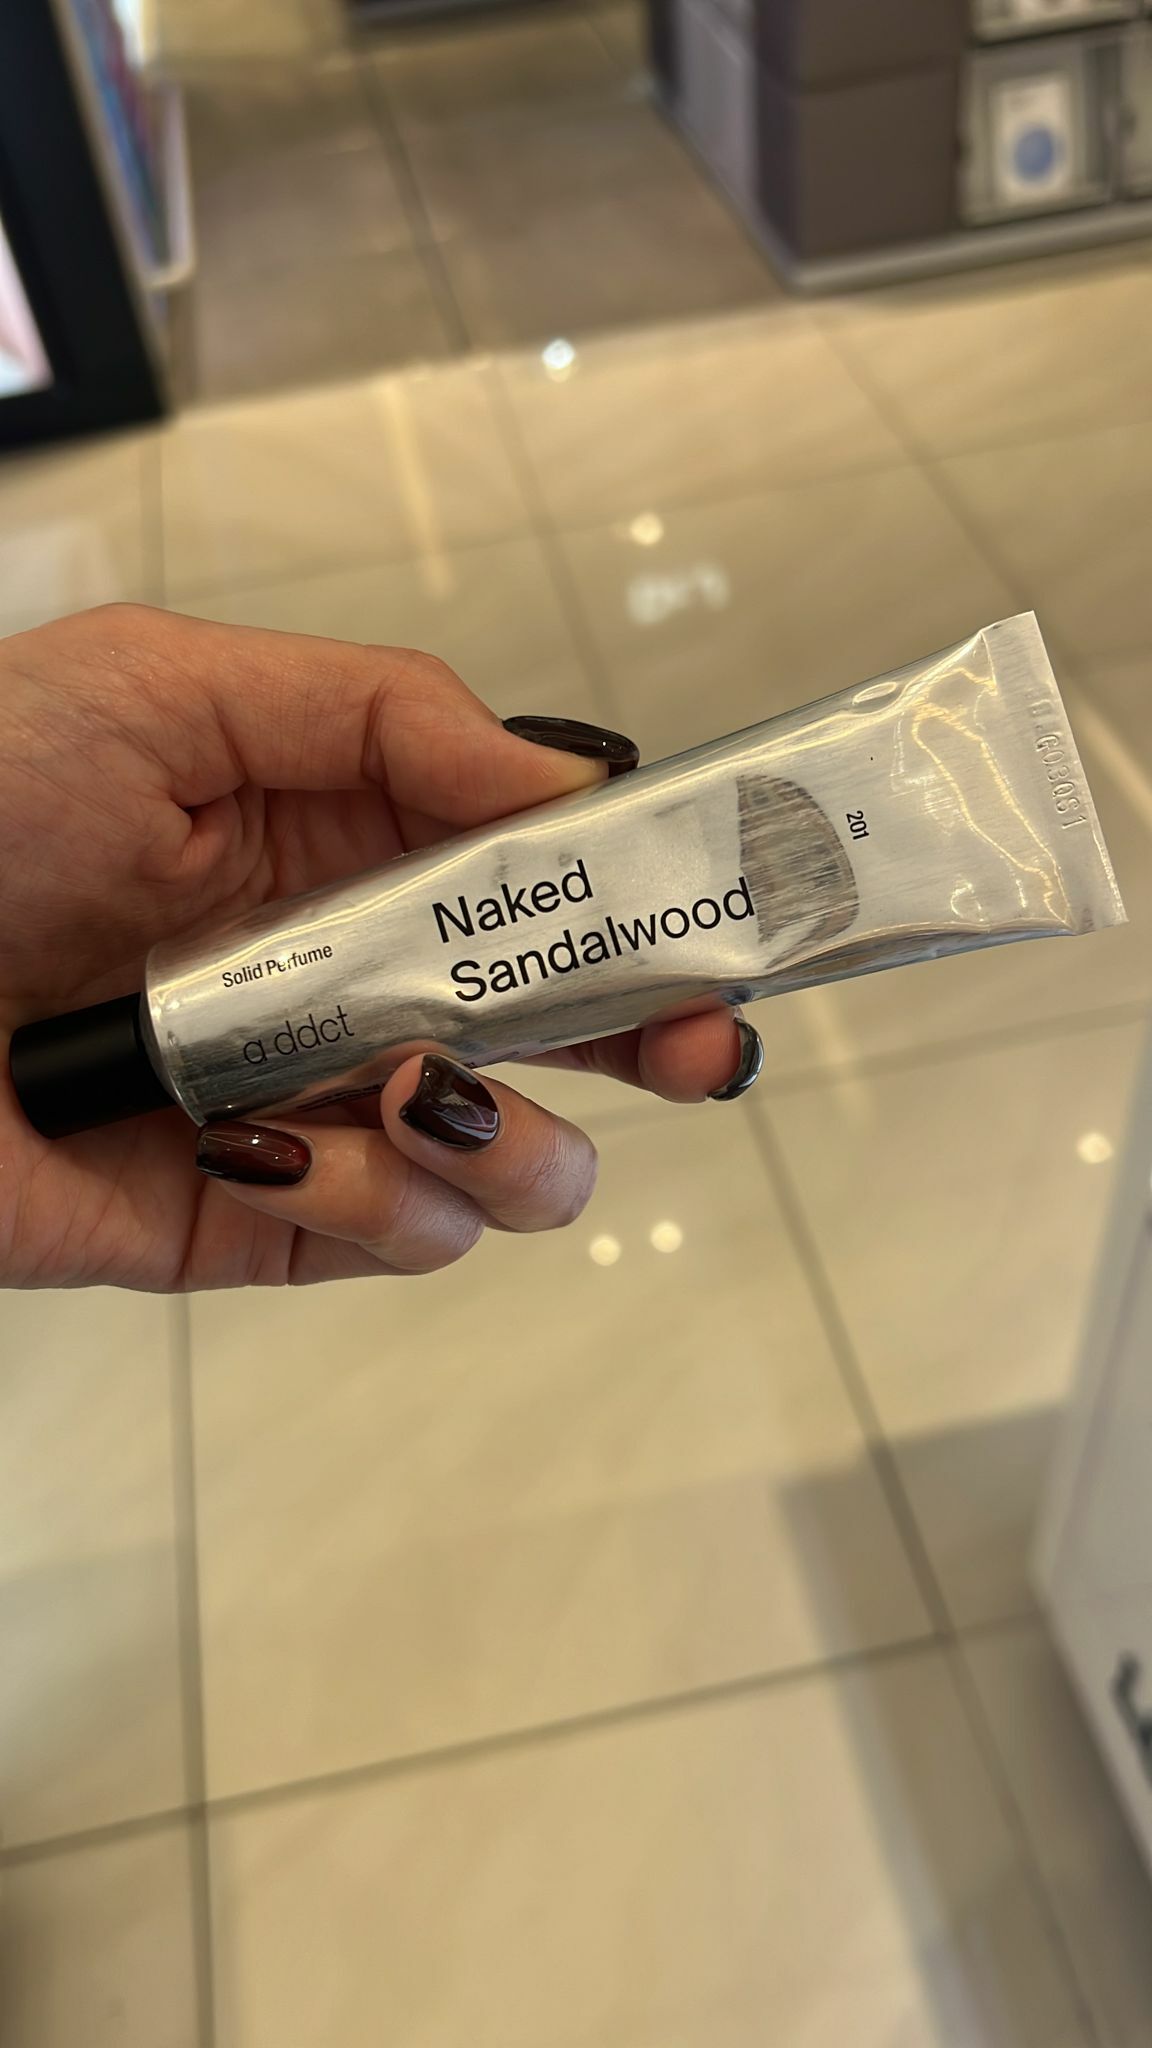 Naked
Sandalwood
201
Solid Perfume
a ddct